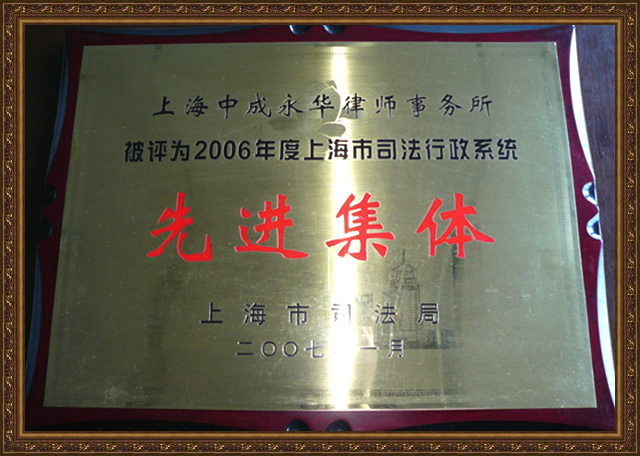 上海中成永华律师事务所
被评为2006年度上海市司法行政系统
先进集体
上海市司法局
二〇〇七年一月